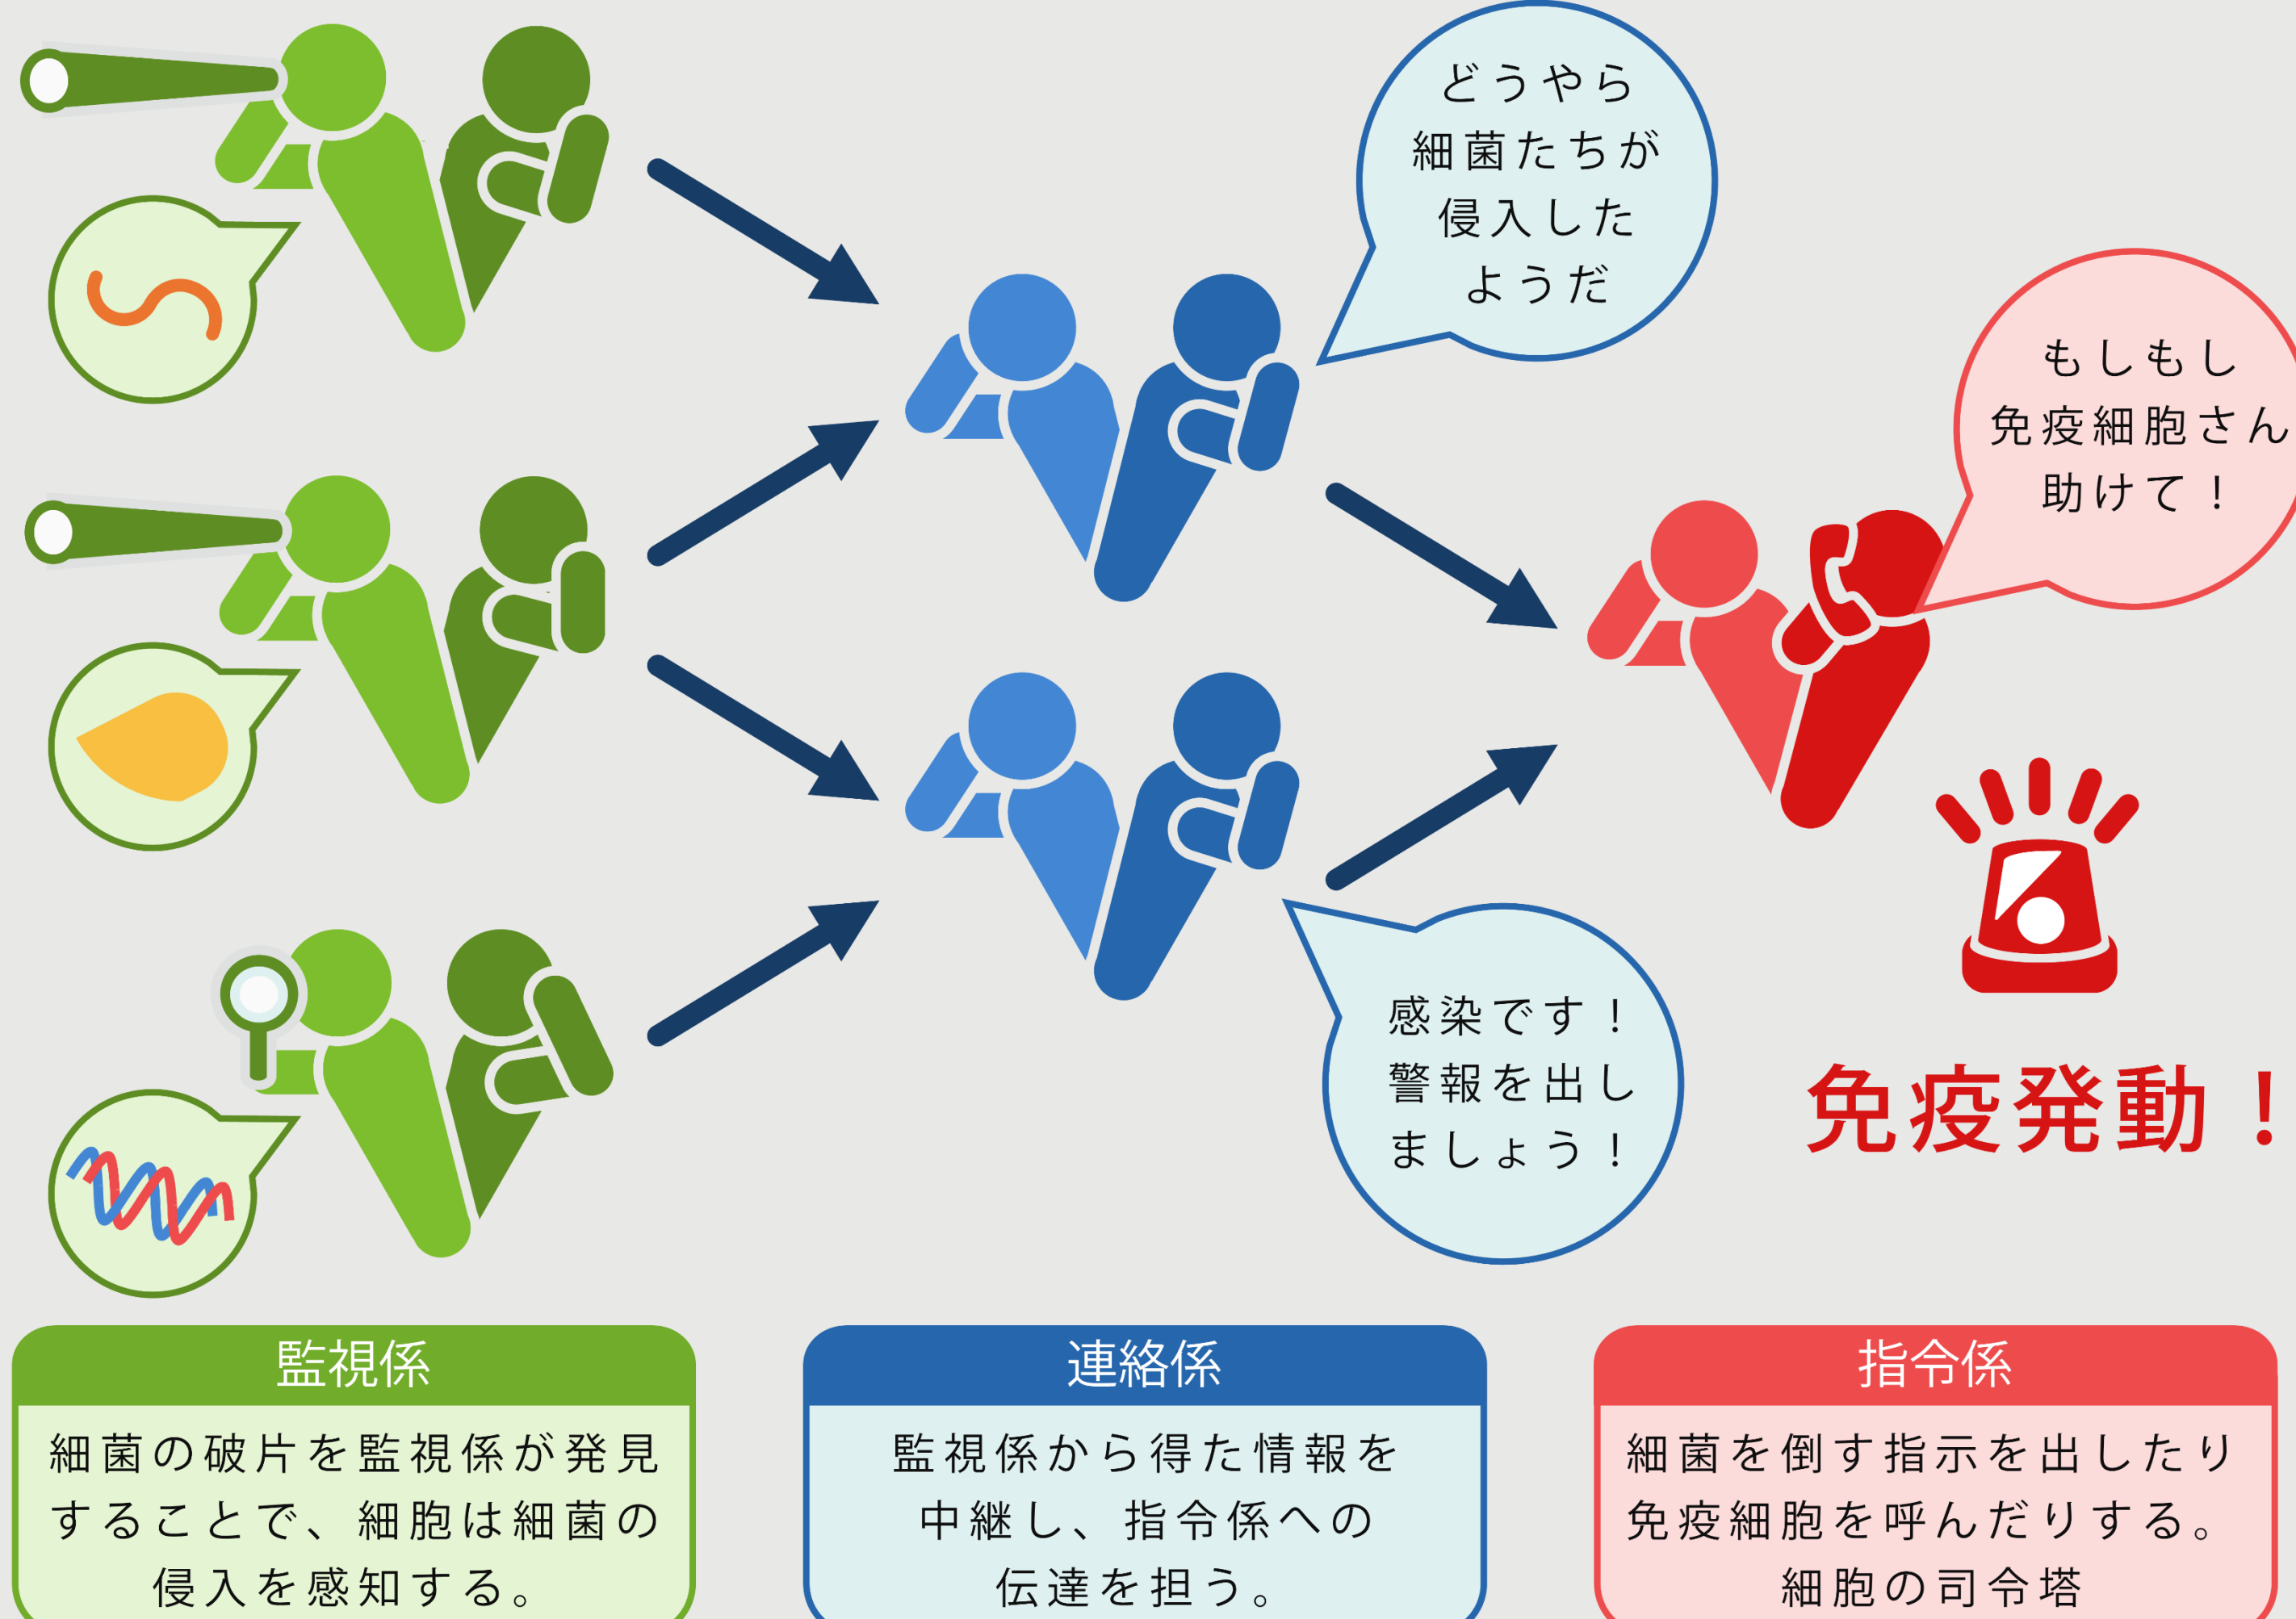 どうやら
細菌たちが
侵入した
ようだ
もしもし
免疫細胞さん
助けて！
感染です！
警報を出し
ましょう！
免疫発動！
監視係
細菌の破片を監視係が発見
することで、細胞は細菌の
侵入を感知する。
連絡係
監視係から得た情報を
中継し、指令係への
伝達を担う。
指令係
細菌を倒す指示を出したり
免疫細胞を呼んだりする。
細胞の司令塔